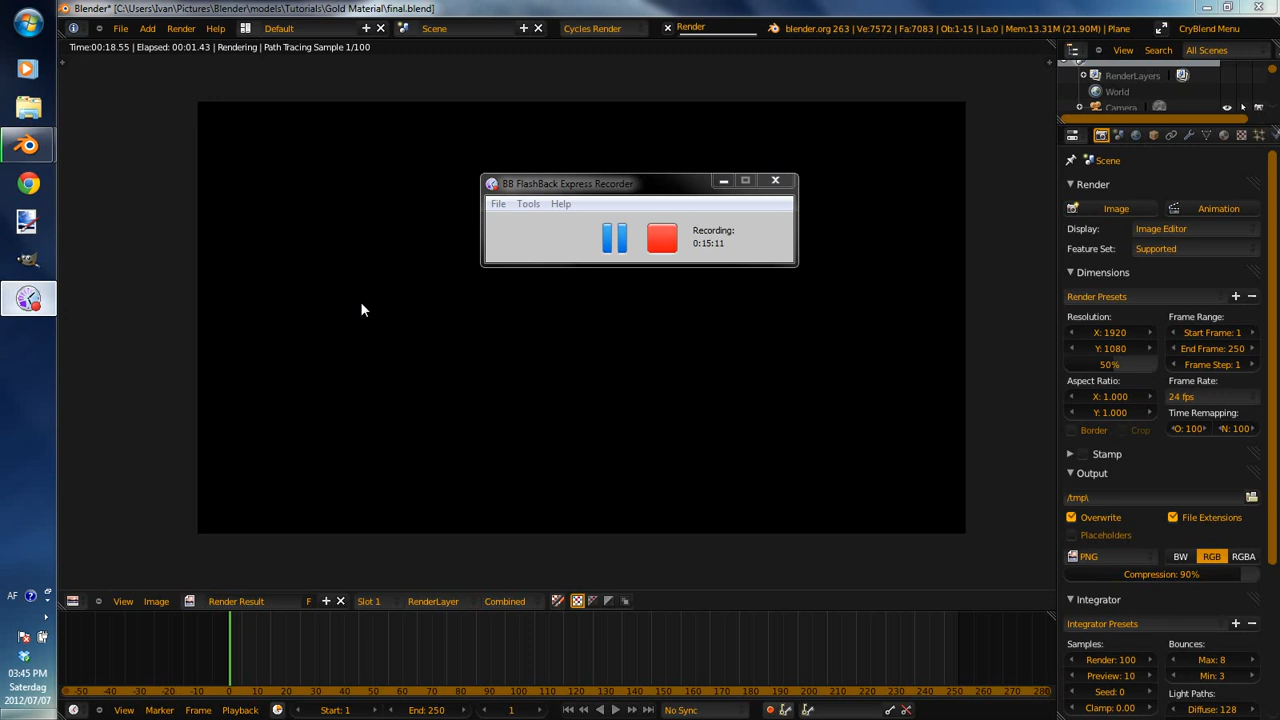 Blender* [C:\Users\Ivan\Pictures\Blender\models\Tutorials\Gold Material\final.blend]
File Add Render Help Default Scene Cycles Render Render blender.org 263 | Ve:7572 | Fa:7083 | Ob:1-15 | La:0 | Mem:13.31M (21.90M) | Plane CryBlend Menu
Time:00:18.55 | Elapsed: 00:01.43 | Rendering | Path Tracing Sample 1/100
View Search All Scenes
RenderLayers
World
Camera
Scene
Render
Image Animation
Display: Image Editor
Feature Set: Supported
Dimensions
Render Presets
Resolution: Frame Range:
X: 1920 Start Frame: 1
Y: 1080 End Frame: 250
50% Frame Step: 1
Aspect Ratio: Frame Rate:
X: 1.000 24 fps
Y: 1.000 Time Remapping:
Border Crop O: 100 N: 100
Stamp
Output
/tmp\
Overwrite File Extensions
Placeholders
PNG BW RGB RGBA
Compression: 90%
Integrator
Integrator Presets
Samples: Bounces:
Render: 100 Max: 8
Preview: 10 Min: 3
Seed: 0 Light Paths:
Clamp: 0.00 Diffuse: 128
BB FlashBack Express Recorder
File Tools Help
Recording:
0:15:11
View Image Render Result F Slot 1 RenderLayer Combined
-50 -40 -30 -20 -10 0 10 20 30 40 50 60 70 80 90 100 110 120 130 140 150 160 170 180 190 200 210 220 230 240 250 260 270 280
View Marker Frame Playback Start: 1 End: 250 1 No Sync
AF
03:45 PM
Saterdag
2012/07/07